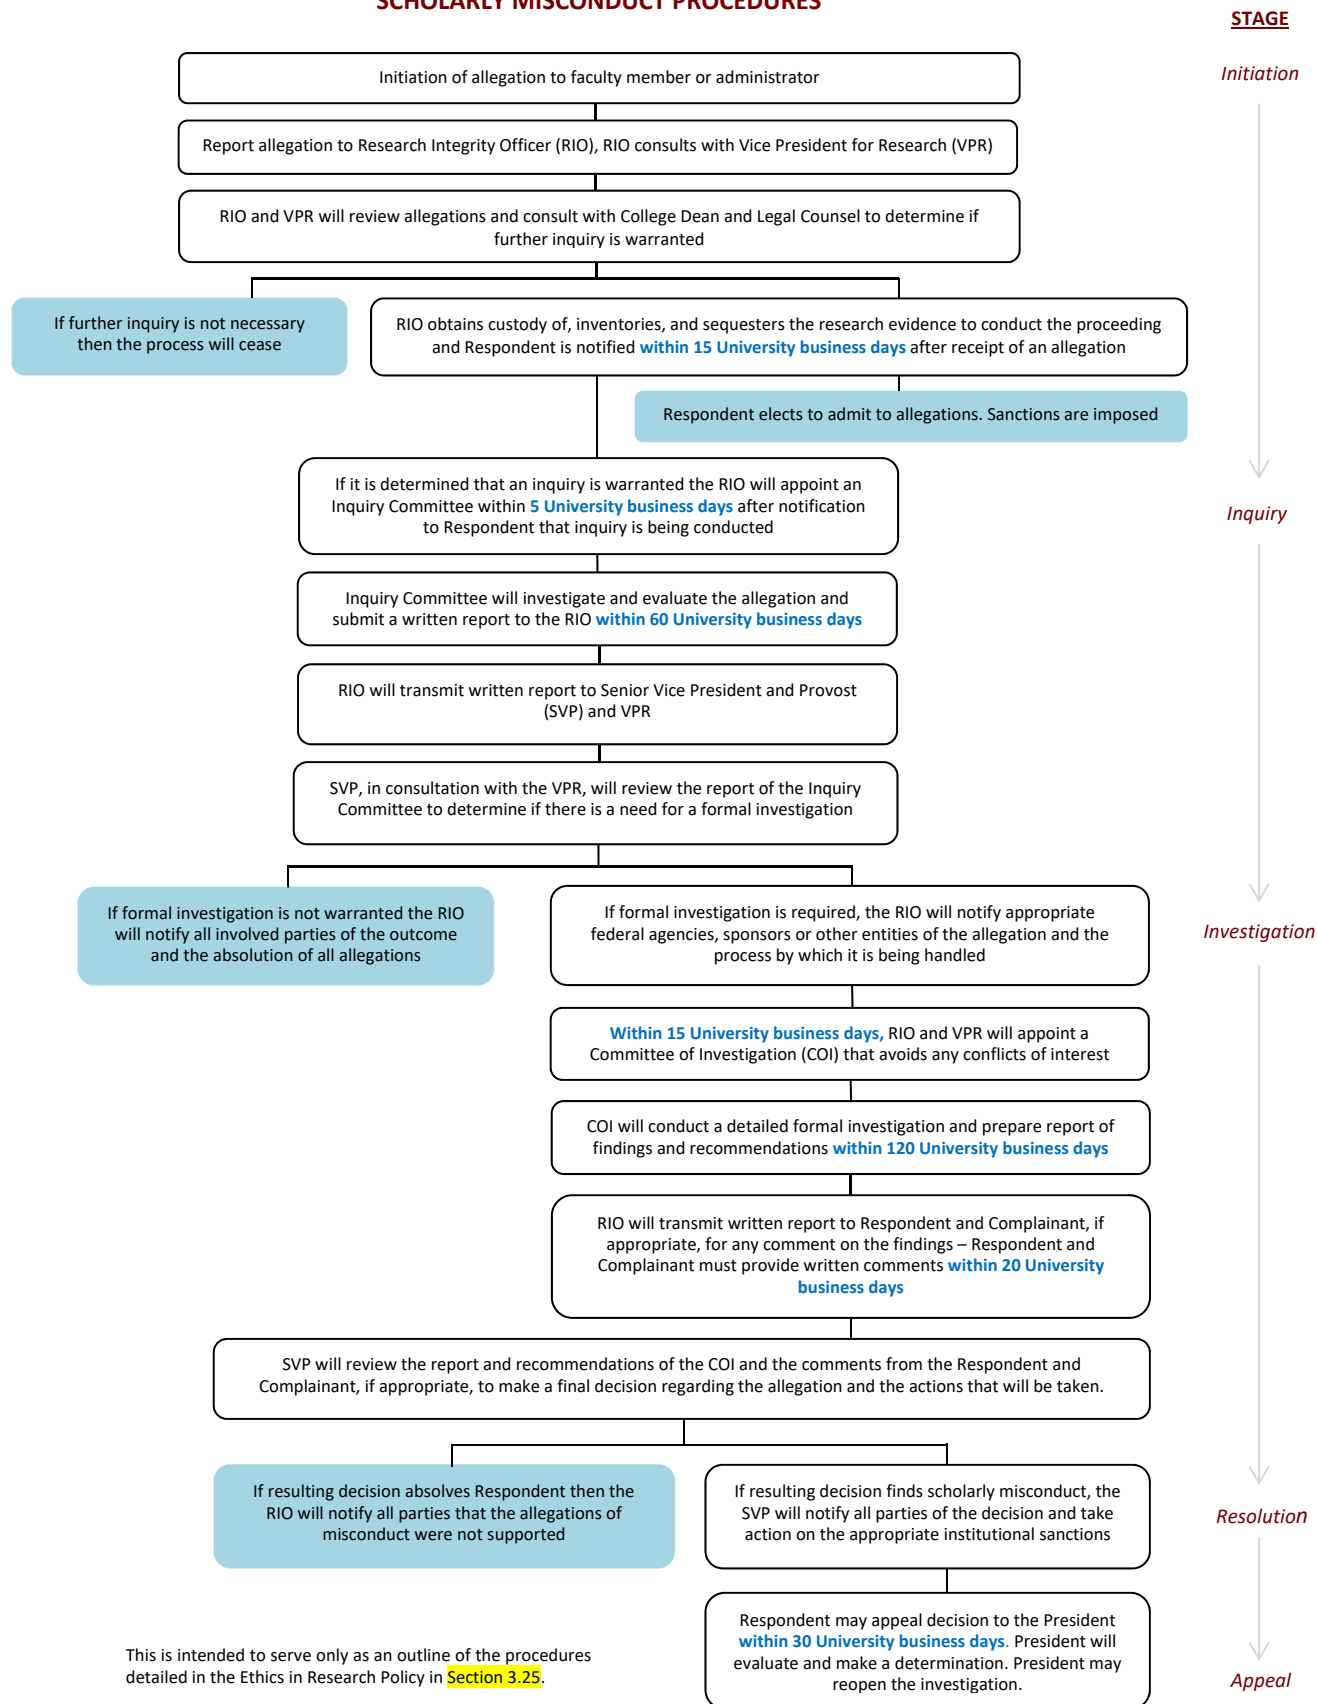 SCHOLARLY MISCONDUCT PROCEDURES
STAGE
Initiation of allegation to faculty member or administrator
Initiation
Report allegation to Research Integrity Officer (RIO), RIO consults with Vice President for Research (VPR)
RIO and VPR will review allegations and consult with College Dean and Legal Counsel to determine if
further inquiry is warranted
If further inquiry is not necessary
then the process will cease
RIO obtains custody of, inventories, and sequesters the research evidence to conduct the proceeding
and Respondent is notified within 15 University business days after receipt of an allegation
Respondent elects to admit to allegations. Sanctions are imposed
If it is determined that an inquiry is warranted the RIO will appoint an
Inquiry Committee within 5 University business days after notification
to Respondent that inquiry is being conducted
Inquiry
Inquiry Committee will investigate and evaluate the allegation and
submit a written report to the RIO within 60 University business days
RIO will transmit written report to Senior Vice President and Provost
(SVP) and VPR
SVP, in consultation with the VPR, will review the report of the Inquiry
Committee to determine if there is a need for a formal investigation
If formal investigation is not warranted the RIO
will notify all involved parties of the outcome
and the absolution of all allegations
If formal investigation is required, the RIO will notify appropriate
federal agencies, sponsors or other entities of the allegation and the
process by which it is being handled
Investigation
Within 15 University business days, RIO and VPR will appoint a
Committee of Investigation (COI) that avoids any conflicts of interest
COI will conduct a detailed formal investigation and prepare report of
findings and recommendations within 120 University business days
RIO will transmit written report to Respondent and Complainant, if
appropriate, for any comment on the findings – Respondent and
Complainant must provide written comments within 20 University
business days
SVP will review the report and recommendations of the COI and the comments from the Respondent and
Complainant, if appropriate, to make a final decision regarding the allegation and the actions that will be taken.
If resulting decision absolves Respondent then the
RIO will notify all parties that the allegations of
misconduct were not supported
If resulting decision finds scholarly misconduct, the
SVP will notify all parties of the decision and take
action on the appropriate institutional sanctions
Resolution
Respondent may appeal decision to the President
within 30 University business days. President will
evaluate and make a determination. President may
reopen the investigation.
Appeal
This is intended to serve only as an outline of the procedures
detailed in the Ethics in Research Policy in Section 3.25.